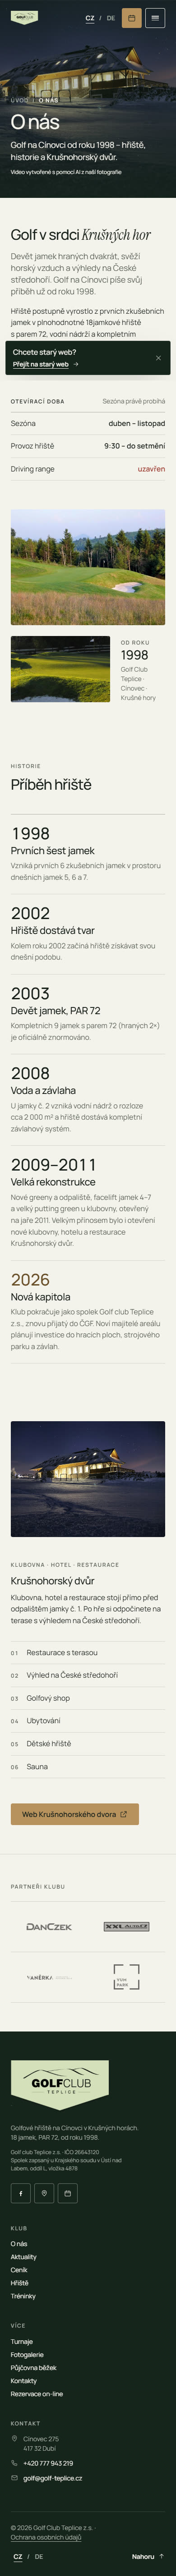 CZ / DE
ÚVOD O NÁS
O nás
Golf na Cínovci od roku 1998 – hřiště,
historie a Krušnohorský dvůr.
Video vytvořené s pomocí AI z naší fotografie
Golf v srdci Krušných hor
Devět jamek hraných dvakrát, svěží
horský vzduch a výhledy na České
středohoří. Golf na Cínovci píše svůj
příběh už od roku 1998.
Hřiště postupně vyrostlo z prvních zkušebních
jamek v plnohodnotné 18jamkové hřiště
s parem 72, vodní nádrží a kompletním
Chcete starý web?
Přejít na starý web →
OTEVÍRACÍ DOBA
Sezóna právě probíhá
Sezóna duben – listopad
Provoz hřiště 9:30 – do setmění
Driving range uzavřen
OD ROKU
1998
Golf Club
Teplice ·
Cínovec ·
Krušné hory
HISTORIE
Příběh hřiště
1998
Prvních šest jamek
Vzniká prvních 6 zkušebních jamek v prostoru
dnešních jamek 5, 6 a 7.
2002
Hřiště dostává tvar
Kolem roku 2002 začíná hřiště získávat svou
dnešní podobu.
2003
Devět jamek, PAR 72
Kompletních 9 jamek s parem 72 (hraných 2×)
je oficiálně znormováno.
2008
Voda a závlaha
U jamky č. 2 vzniká vodní nádrž o rozloze
cca 2 000 m² a hřiště dostává kompletní
závlahový systém.
2009–2011
Velká rekonstrukce
Nové greeny a odpaliště, facelift jamek 4–7
a velký putting green u klubovny, otevřený
na jaře 2011. Velkým přínosem bylo i otevření
nové klubovny, hotelu a restaurace
Krušnohorský dvůr.
2026
Nová kapitola
Klub pokračuje jako spolek Golf club Teplice
z.s., znovu přijatý do ČGF. Noví majitelé areálu
plánují investice do hracích ploch, strojového
parku a závlah.
KLUBOVNA · HOTEL · RESTAURACE
Krušnohorský dvůr
Klubovna, hotel a restaurace stojí přímo před
odpalištěm jamky č. 1. Po hře si odpočinete na
terase s výhledem na České středohoří.
01 Restaurace s terasou
02 Výhled na České středohoří
03 Golfový shop
04 Ubytování
05 Dětské hřiště
06 Sauna
Web Krušnohorského dvora
PARTNEŘI KLUBU
DANCZEK
GOLFCLUB
TEPLICE
Golfové hřiště na Cínovci v Krušných horách.
18 jamek, PAR 72, od roku 1998.
Golf club Teplice z.s. · IČO 26643120
Spolek zapsaný u Krajského soudu v Ústí nad
Labem, oddíl L, vložka 4878
KLUB
O nás
Aktuality
Ceník
Hřiště
Tréninky
VÍCE
Turnaje
Fotogalerie
Půjčovna běžek
Kontakty
Rezervace on-line
KONTAKT
Cínovec 275
417 32 Dubí
+420 777 943 219
golf@golf-teplice.cz
© 2026 Golf Club Teplice z.s. ·
Ochrana osobních údajů
CZ / DE
Nahoru ↑